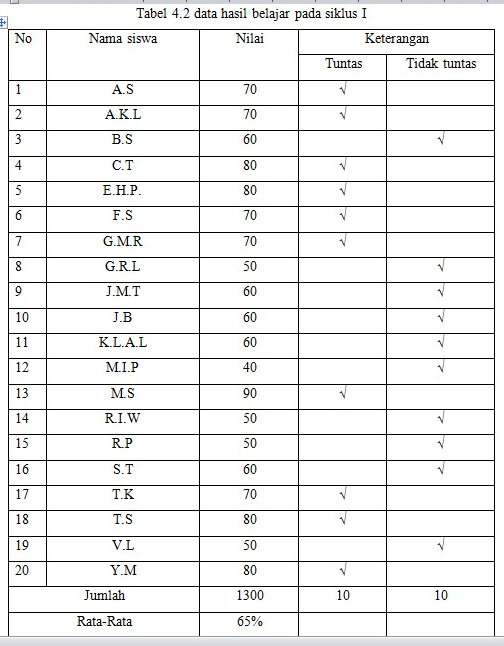 Tabel 4.2 data hasil belajar pada siklus I
No Nama siswa Nilai Keterangan
Tuntas Tidak tuntas
1 A.S 70 √
2 A.K.L 70 √
3 B.S 60 √
4 C.T 80 √
5 E.H.P. 80 √
6 F.S 70 √
7 G.M.R 70 √
8 G.R.L 50 √
9 J.M.T 60 √
10 J.B 60 √
11 K.L.A.L 60 √
12 M.I.P 40 √
13 M.S 90 √
14 R.I.W 50 √
15 R.P 50 √
16 S.T 60 √
17 T.K 70 √
18 T.S 80 √
19 V.L 50 √
20 Y.M 80 √
Jumlah 1300 10 10
Rata-Rata 65%